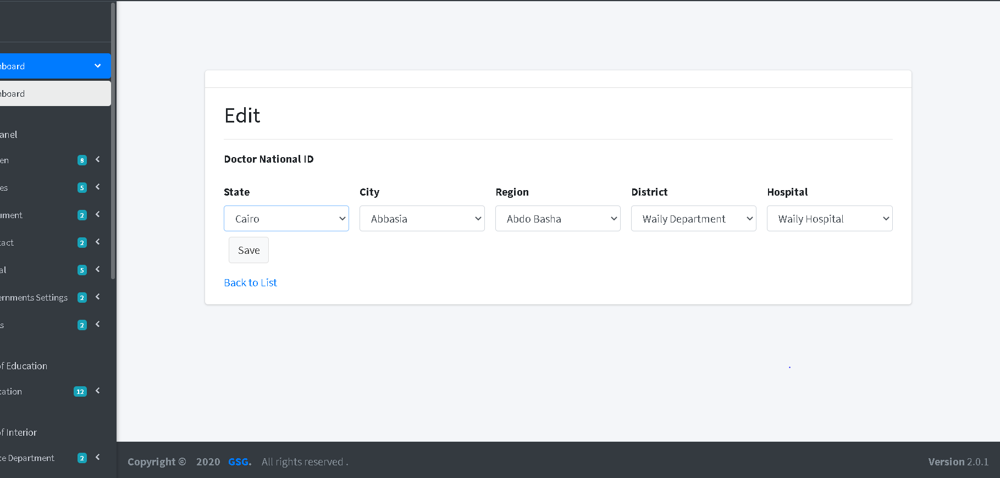 nboard
nboard
anel
en 8
es 5
ument 2
tact 2
al 5
ernments Settings 2
s 2
of Education
cation 12
of Interior
ce Department 2
Edit
Doctor National ID
State City Region District Hospital
Cairo Abbasia Abdo Basha Waily Department Waily Hospital
Save
Back to List
Copyright © 2020 GSG. All rights reserved .
Version 2.0.1